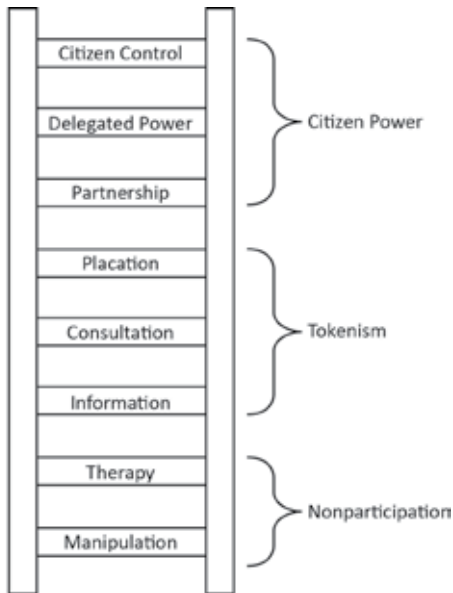 Citizen Control
Delegated Power
Citizen Power
Partnership
Placation
Consultation
Tokenism
Information
Therapy
Nonparticipation
Manipulation